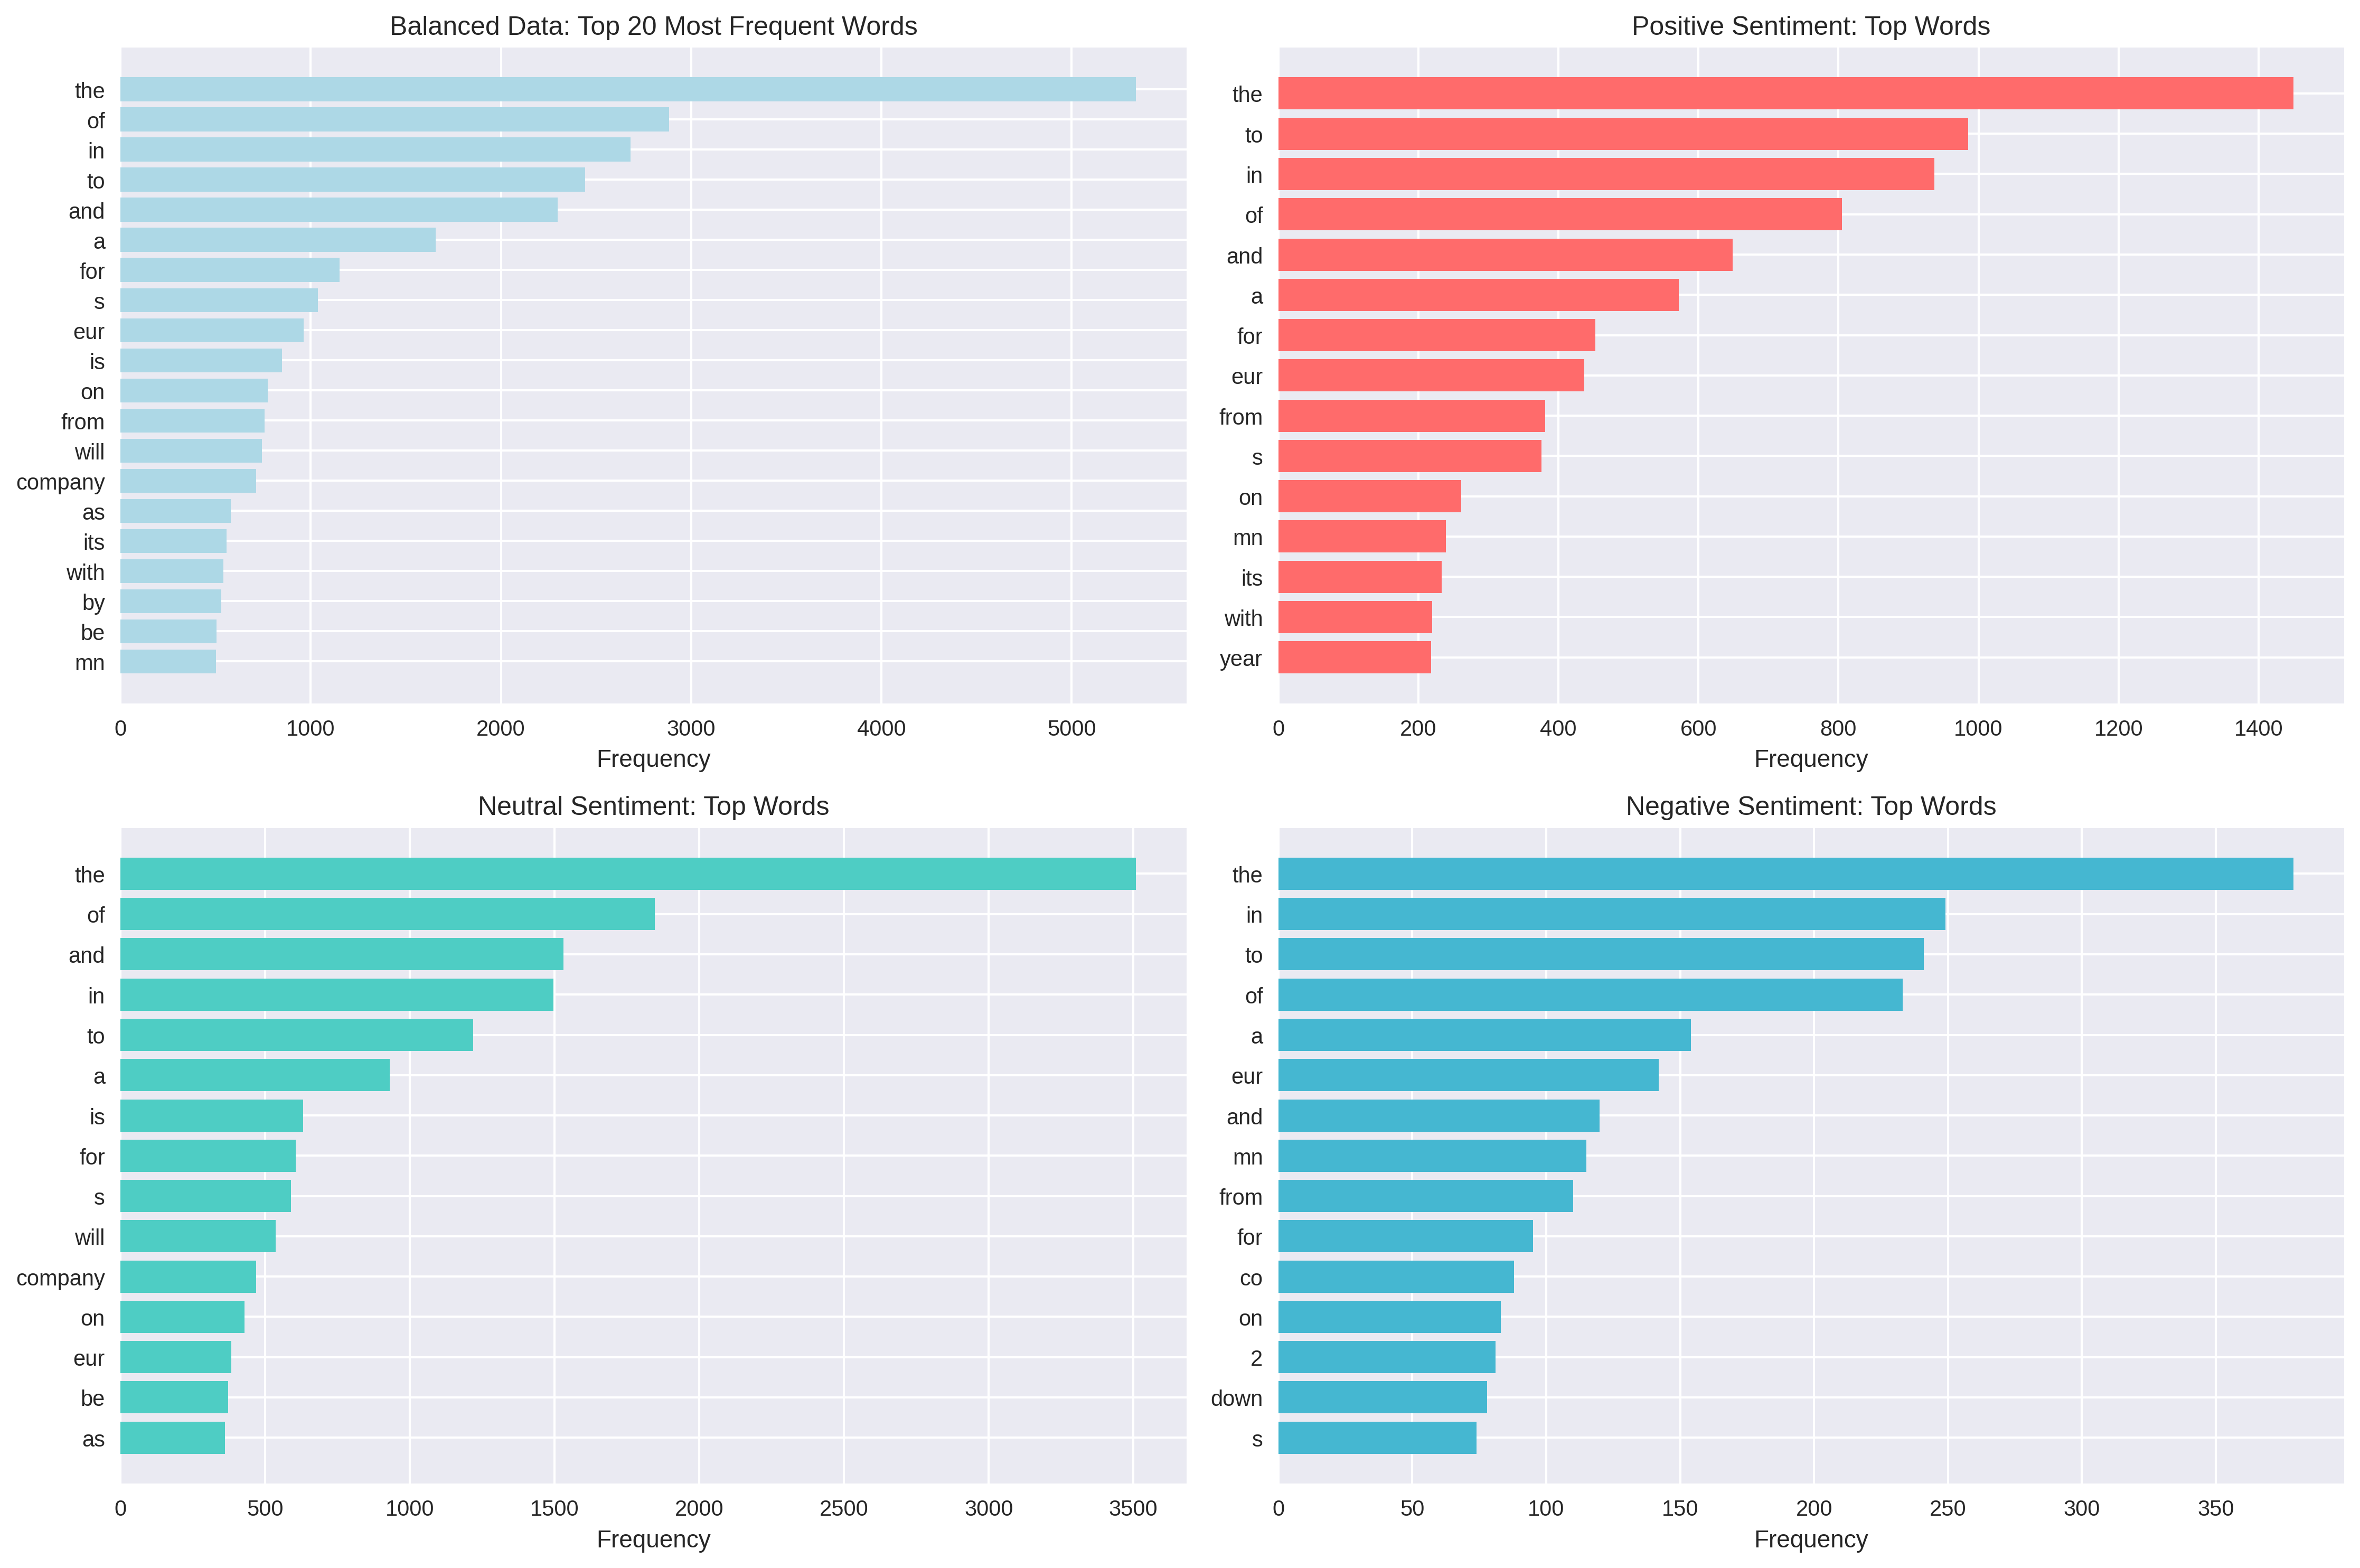 Balanced Data: Top 20 Most Frequent Words
the
of
in
to
and
a
for
s
eur
is
on
from
will
company
as
its
with
by
be
mn
0 1000 2000 3000 4000 5000
Frequency
Positive Sentiment: Top Words
the
to
in
of
and
a
for
eur
from
s
on
mn
its
with
year
0 200 400 600 800 1000 1200 1400
Frequency
Neutral Sentiment: Top Words
the
of
and
in
to
a
is
for
s
will
company
on
eur
be
as
0 500 1000 1500 2000 2500 3000 3500
Frequency
Negative Sentiment: Top Words
the
in
to
of
a
eur
and
mn
from
for
co
on
2
down
s
0 50 100 150 200 250 300 350
Frequency